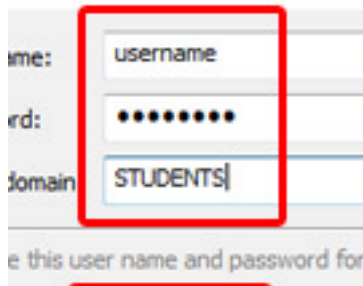 ame: username
rd: ••••••••
domain STUDENTS
e this user name and password for